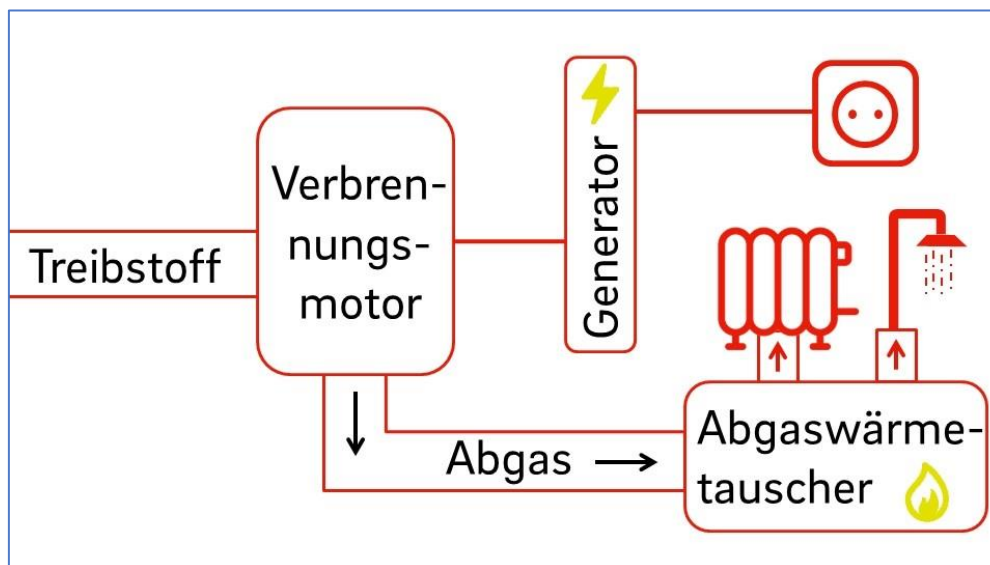 Treibstoff
Verbren-
nungs-
motor
Generator
Abgas
Abgaswärme-
tauscher